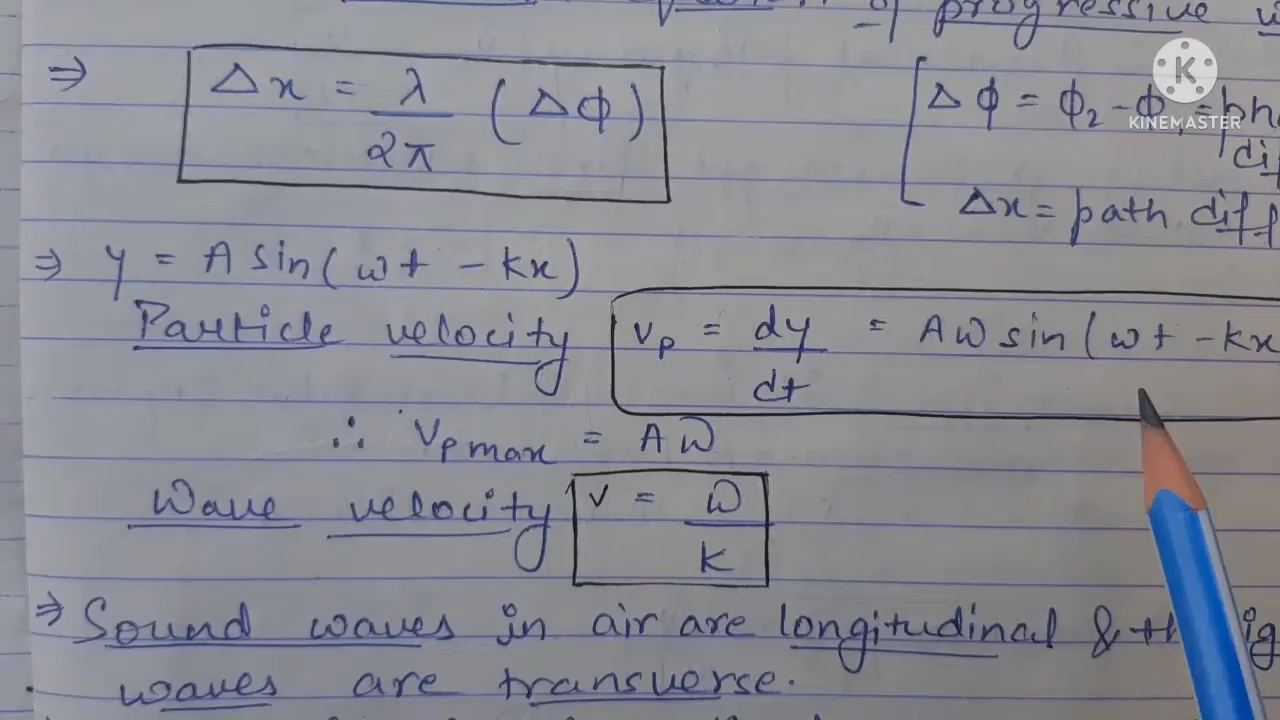 of progressive
⇒ Δx = λ/2π (Δϕ)
[Δϕ = ϕ2 - ϕ
KINEMASTER
Δx = path diff
⇒ y = A sin(ωt - kx)
Particle velocity vp = dy/dt = Aω sin(ωt - kx
∴ Vp max = Aω
Wave velocity v = ω/k
⇒ Sound waves in air are longitudinal &
waves are transverse.